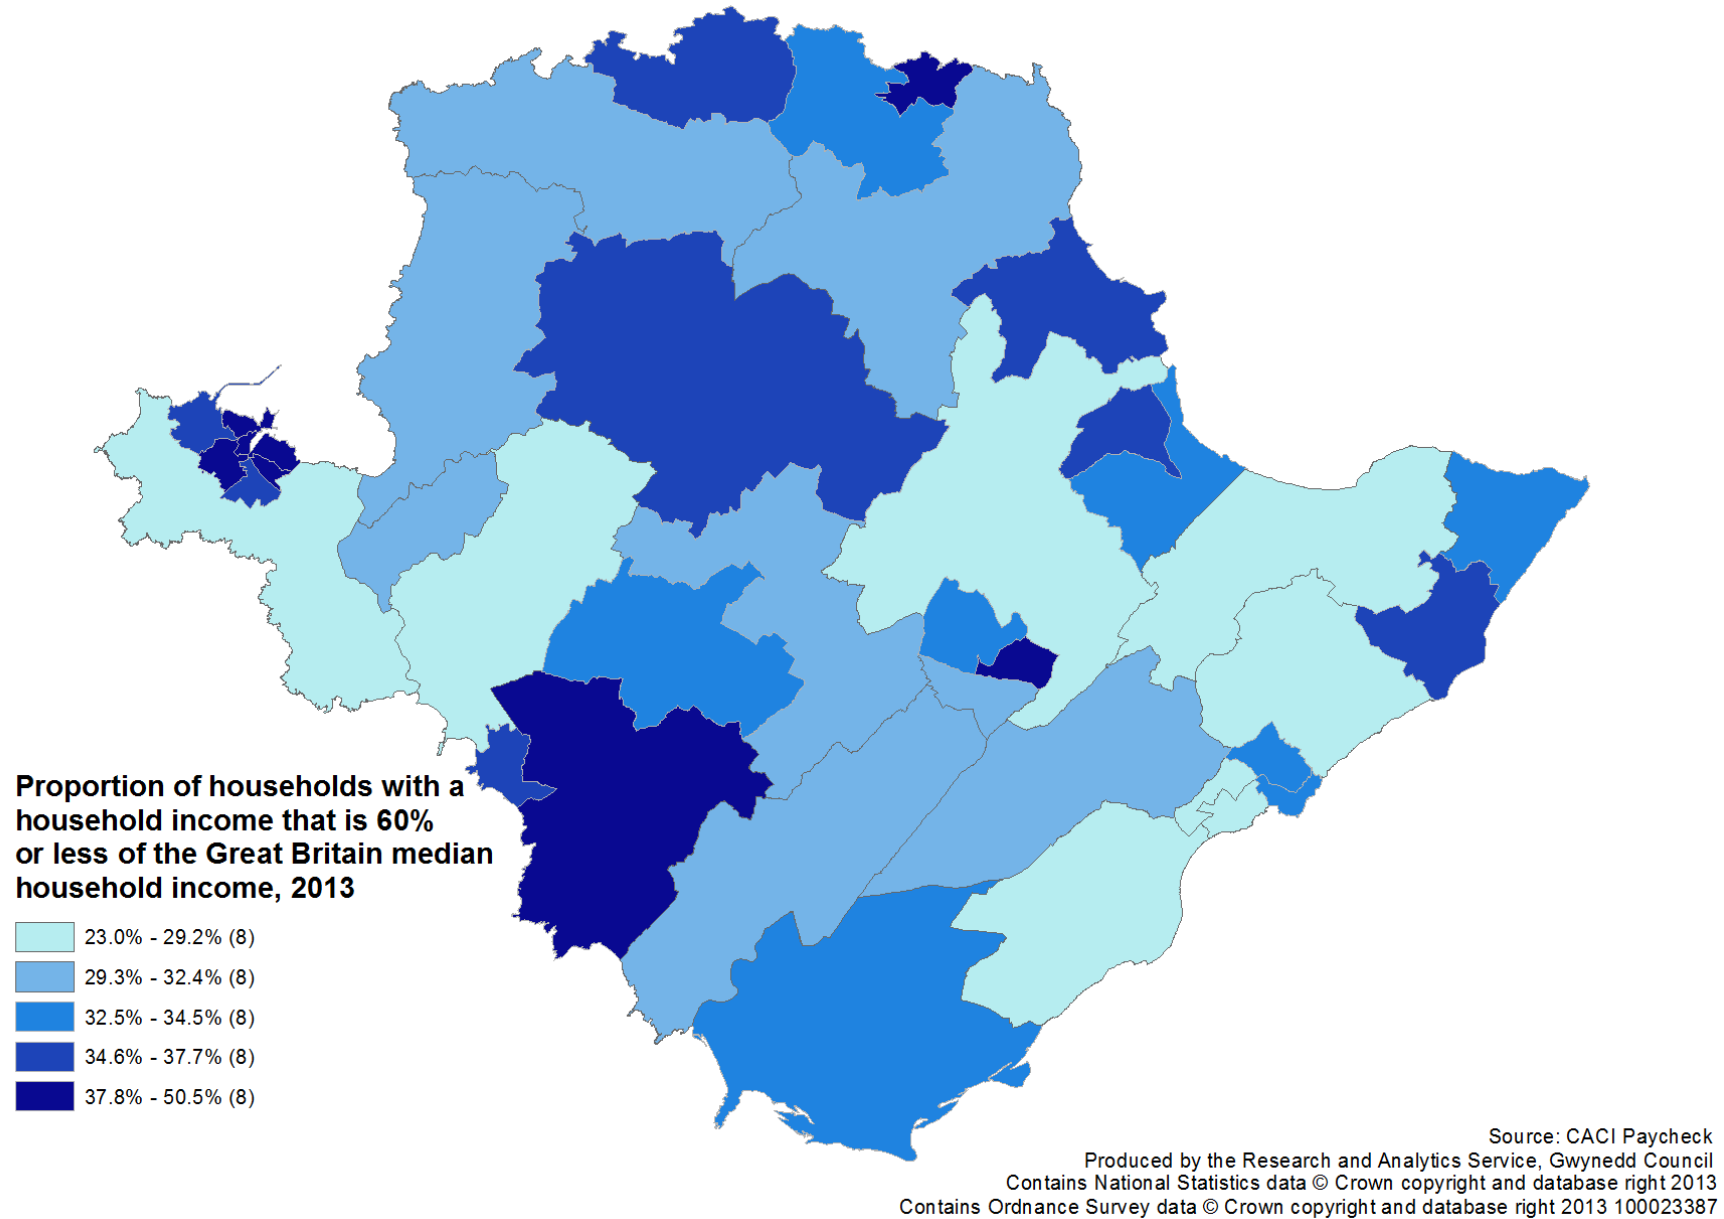 Proportion of households with a
household income that is 60%
or less of the Great Britain median
household income, 2013
23.0% - 29.2% (8)
29.3% - 32.4% (8)
32.5% - 34.5% (8)
34.6% - 37.7% (8)
37.8% - 50.5% (8)
Source: CACI Paycheck
Produced by the Research and Analytics Service, Gwynedd Council
Contains National Statistics data © Crown copyright and database right 2013
Contains Ordnance Survey data © Crown copyright and database right 2013 100023387